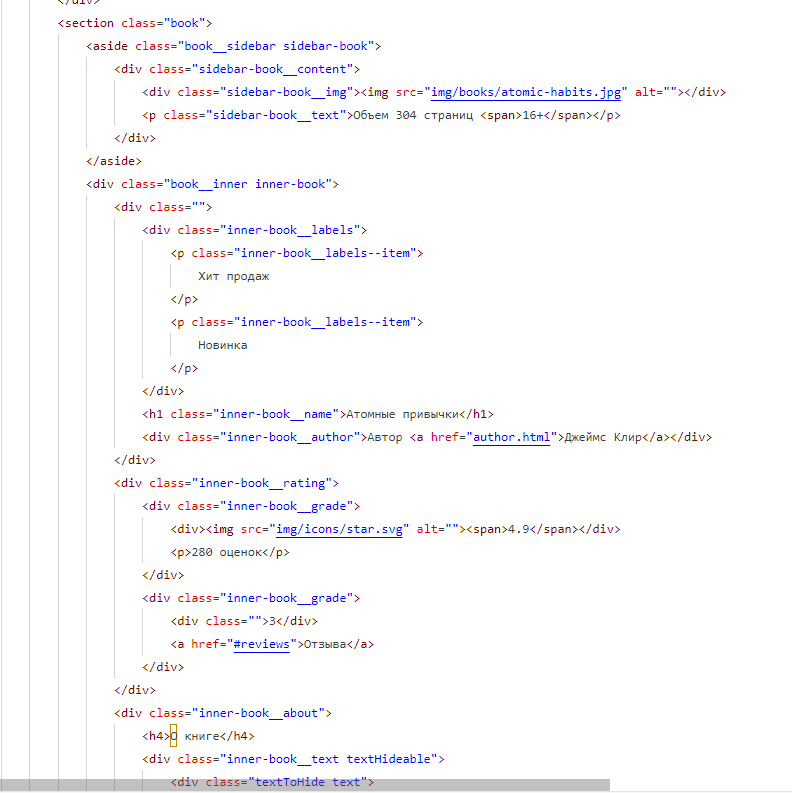 </div>
<section class="book">
<aside class="book__sidebar sidebar-book">
<div class="sidebar-book__content">
<div class="sidebar-book__img"><img src="img/books/atomic-habits.jpg" alt=""></div>
<p class="sidebar-book__text">Объем 304 страниц <span>16+</span></p>
</div>
</aside>
<div class="book__inner inner-book">
<div class="">
<div class="inner-book__labels">
<p class="inner-book__labels--item">
Хит продаж
</p>
<p class="inner-book__labels--item">
Новинка
</p>
</div>
<h1 class="inner-book__name">Атомные привычки</h1>
<div class="inner-book__author">Автор <a href="author.html">Джеймс Клир</a></div>
</div>
<div class="inner-book__rating">
<div class="inner-book__grade">
<div><img src="img/icons/star.svg" alt=""><span>4.9</span></div>
<p>280 оценок</p>
</div>
<div class="inner-book__grade">
<div class="">3</div>
<a href="#reviews">Отзыва</a>
</div>
</div>
<div class="inner-book__about">
<h4>О книге</h4>
<div class="inner-book__text textHideable">
<div class="textToHide text">